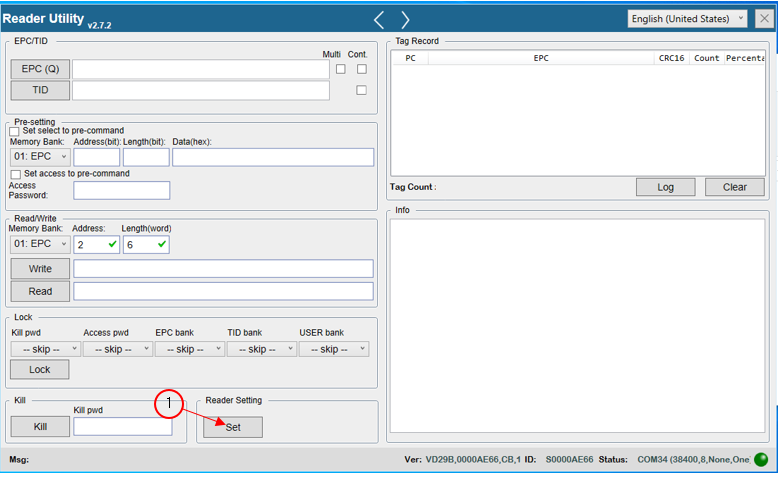 Reader Utility v2.7.2
English (United States)
EPC/TID
Multi Cont.
EPC (Q)
TID
Pre-setting
Set select to pre-command
Memory Bank: Address(bit): Length(bit): Data(hex):
01: EPC
Set access to pre-command
Access
Password:
Read/Write
Memory Bank: Address: Length(word)
01: EPC 2 6
Write
Read
Lock
Kill pwd Access pwd EPC bank TID bank USER bank
-- skip -- -- skip -- -- skip -- -- skip -- -- skip --
Lock
Kill
Kill pwd
Kill
1
Reader Setting
Set
Tag Record
PC EPC CRC16 Count Percenta
Tag Count :
Log Clear
Info
Msg: Ver: VD29B,0000AE66,CB,1 ID: S0000AE66 Status: COM34 (38400,8,None,One